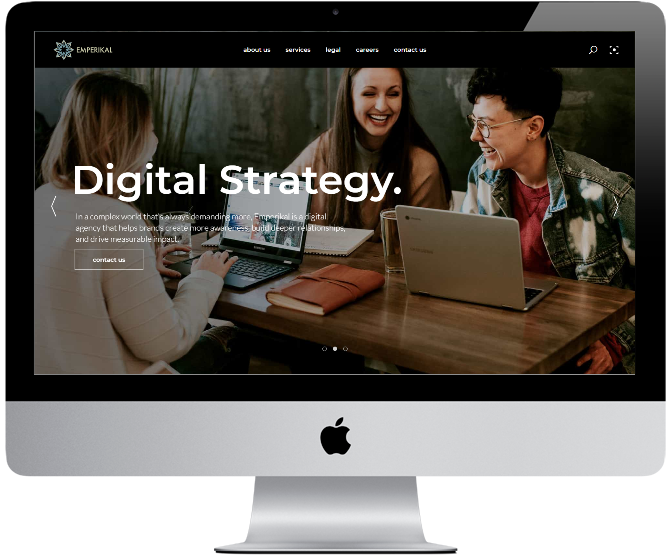 EMPERIKAL
about us services legal careers contact us
Digital Strategy.
In a complex world that's always demanding more, Emperikal is a digital
agency that helps brands create more awareness, build deeper relationships,
and drive measurable impact.
contact us